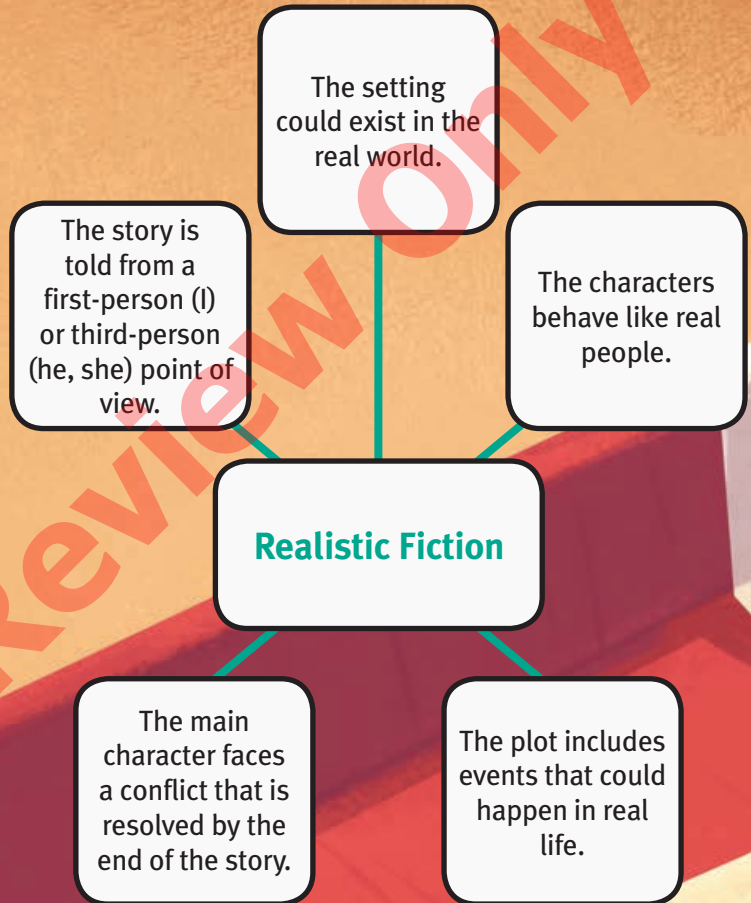 The setting
could exist in the
real world.
The story is
told from a
first-person (I)
or third-person
(he, she) point of
view.
The characters
behave like real
people.
Realistic Fiction
The main
character faces
a conflict that is
resolved by the
end of the story.
The plot includes
events that could
happen in real
life.
Review Only